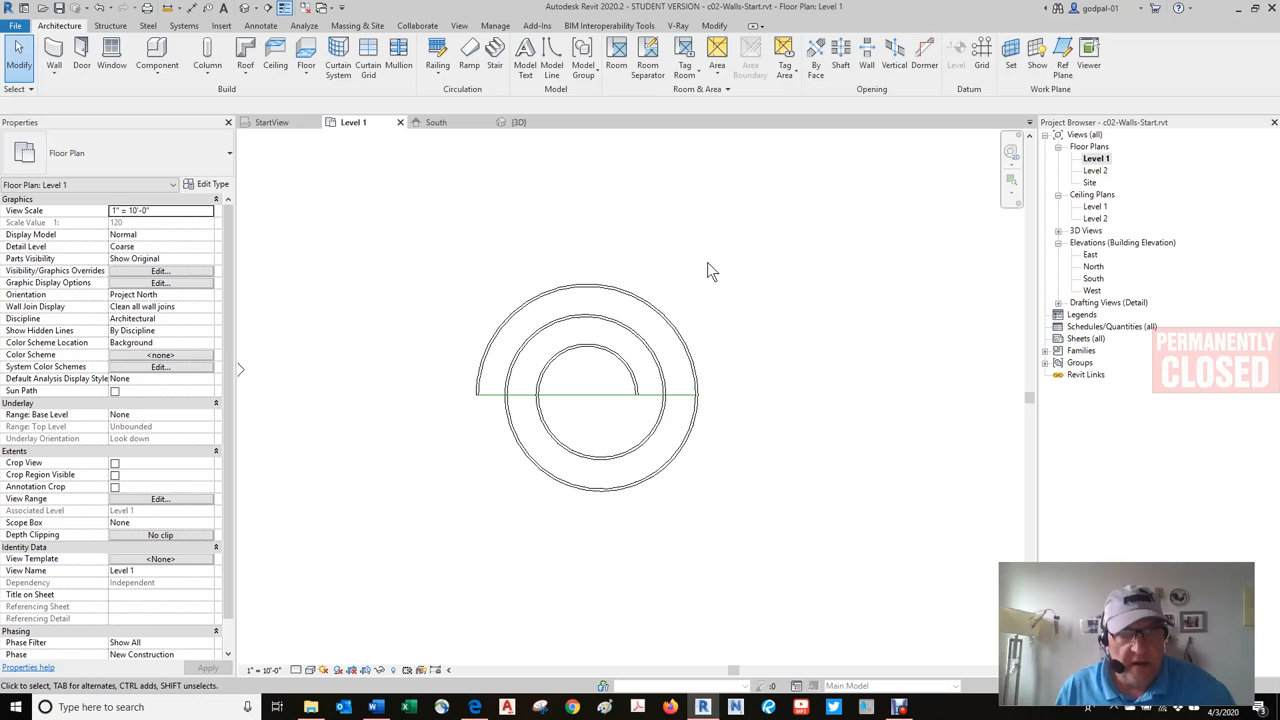 Autodesk Revit 2020.2 - STUDENT VERSION - c02-Walls-Start.rvt - Floor Plan: Level 1
godpal-01
File Architecture Structure Steel Systems Insert Annotate Analyze Massing & Site Collaborate View Manage Add-Ins BIM Interoperability Tools V-Ray Modify
Modify Wall Door Window Component Column Roof Ceiling Floor Curtain System Curtain Grid Mullion Railing Ramp Stair Model Text Model Line Model Group Room Room Separator Tag Room Area Area Boundary Tag Area By Face Shaft Wall Vertical Dormer Level Grid Set Show Ref Plane Viewer
Select Build Circulation Model Room & Area Opening Datum Work Plane
Properties
StartView Level 1 South {3D}
Project Browser - c02-Walls-Start.rvt
Floor Plan
Floor Plan: Level 1 Edit Type
Graphics
View Scale 1" = 10'-0"
Scale Value 1: 120
Display Model Normal
Detail Level Coarse
Parts Visibility Show Original
Visibility/Graphics Overrides Edit...
Graphic Display Options Edit...
Orientation Project North
Wall Join Display Clean all wall joins
Discipline Architectural
Show Hidden Lines By Discipline
Color Scheme Location Background
Color Scheme <none>
System Color Schemes Edit...
Default Analysis Display Style None
Sun Path
Underlay
Range: Base Level None
Range: Top Level Unbounded
Underlay Orientation Look down
Extents
Crop View
Crop Region Visible
Annotation Crop
View Range Edit...
Associated Level Level 1
Scope Box None
Depth Clipping No clip
Identity Data
View Template <None>
View Name Level 1
Dependency Independent
Title on Sheet
Referencing Sheet
Referencing Detail
Phasing
Phase Filter Show All
Phase New Construction
Properties help Apply
Views (all)
Floor Plans
Level 1
Level 2
Site
Ceiling Plans
Level 1
Level 2
3D Views
Elevations (Building Elevation)
East
North
South
West
Drafting Views (Detail)
Legends
Schedules/Quantities (all)
Sheets (all)
Families
Groups
Revit Links
PERMANENTLY
CLOSED
1" = 10'-0"
Click to select, TAB for alternates, CTRL adds, SHIFT unselects.
:0 Main Model
Type here to search
4/3/2020